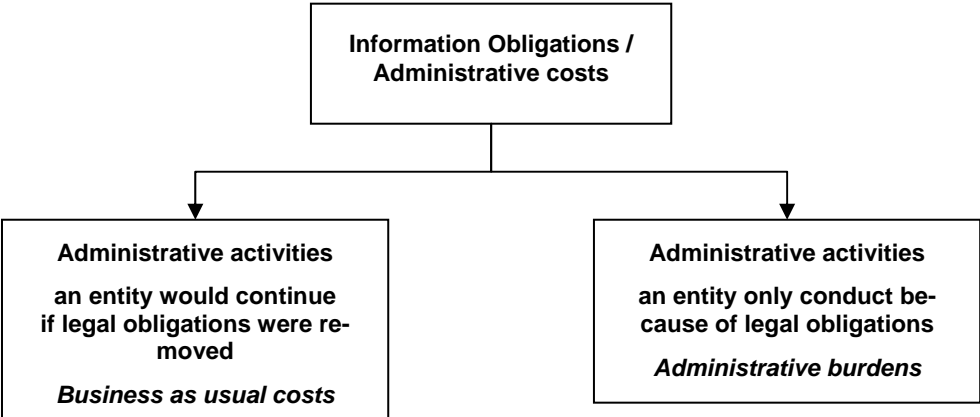 Information Obligations /
Administrative costs
Administrative activities
an entity would continue
if legal obligations were re-
moved
Business as usual costs
Administrative activities
an entity only conduct be-
cause of legal obligations
Administrative burdens